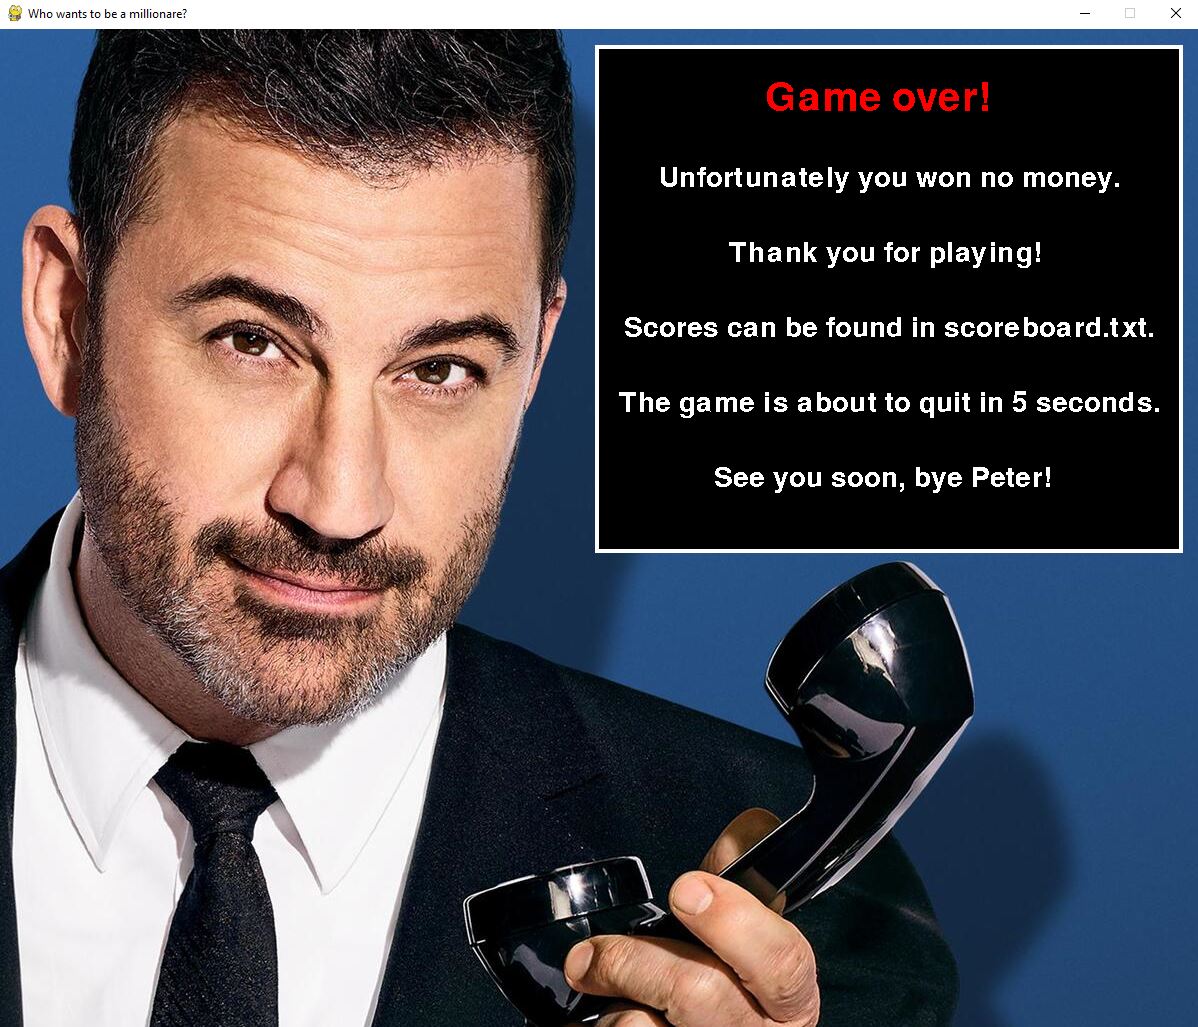 Who wants to be a millionare?
Game over!
Unfortunately you won no money.
Thank you for playing!
Scores can be found in scoreboard.txt.
The game is about to quit in 5 seconds.
See you soon, bye Peter!